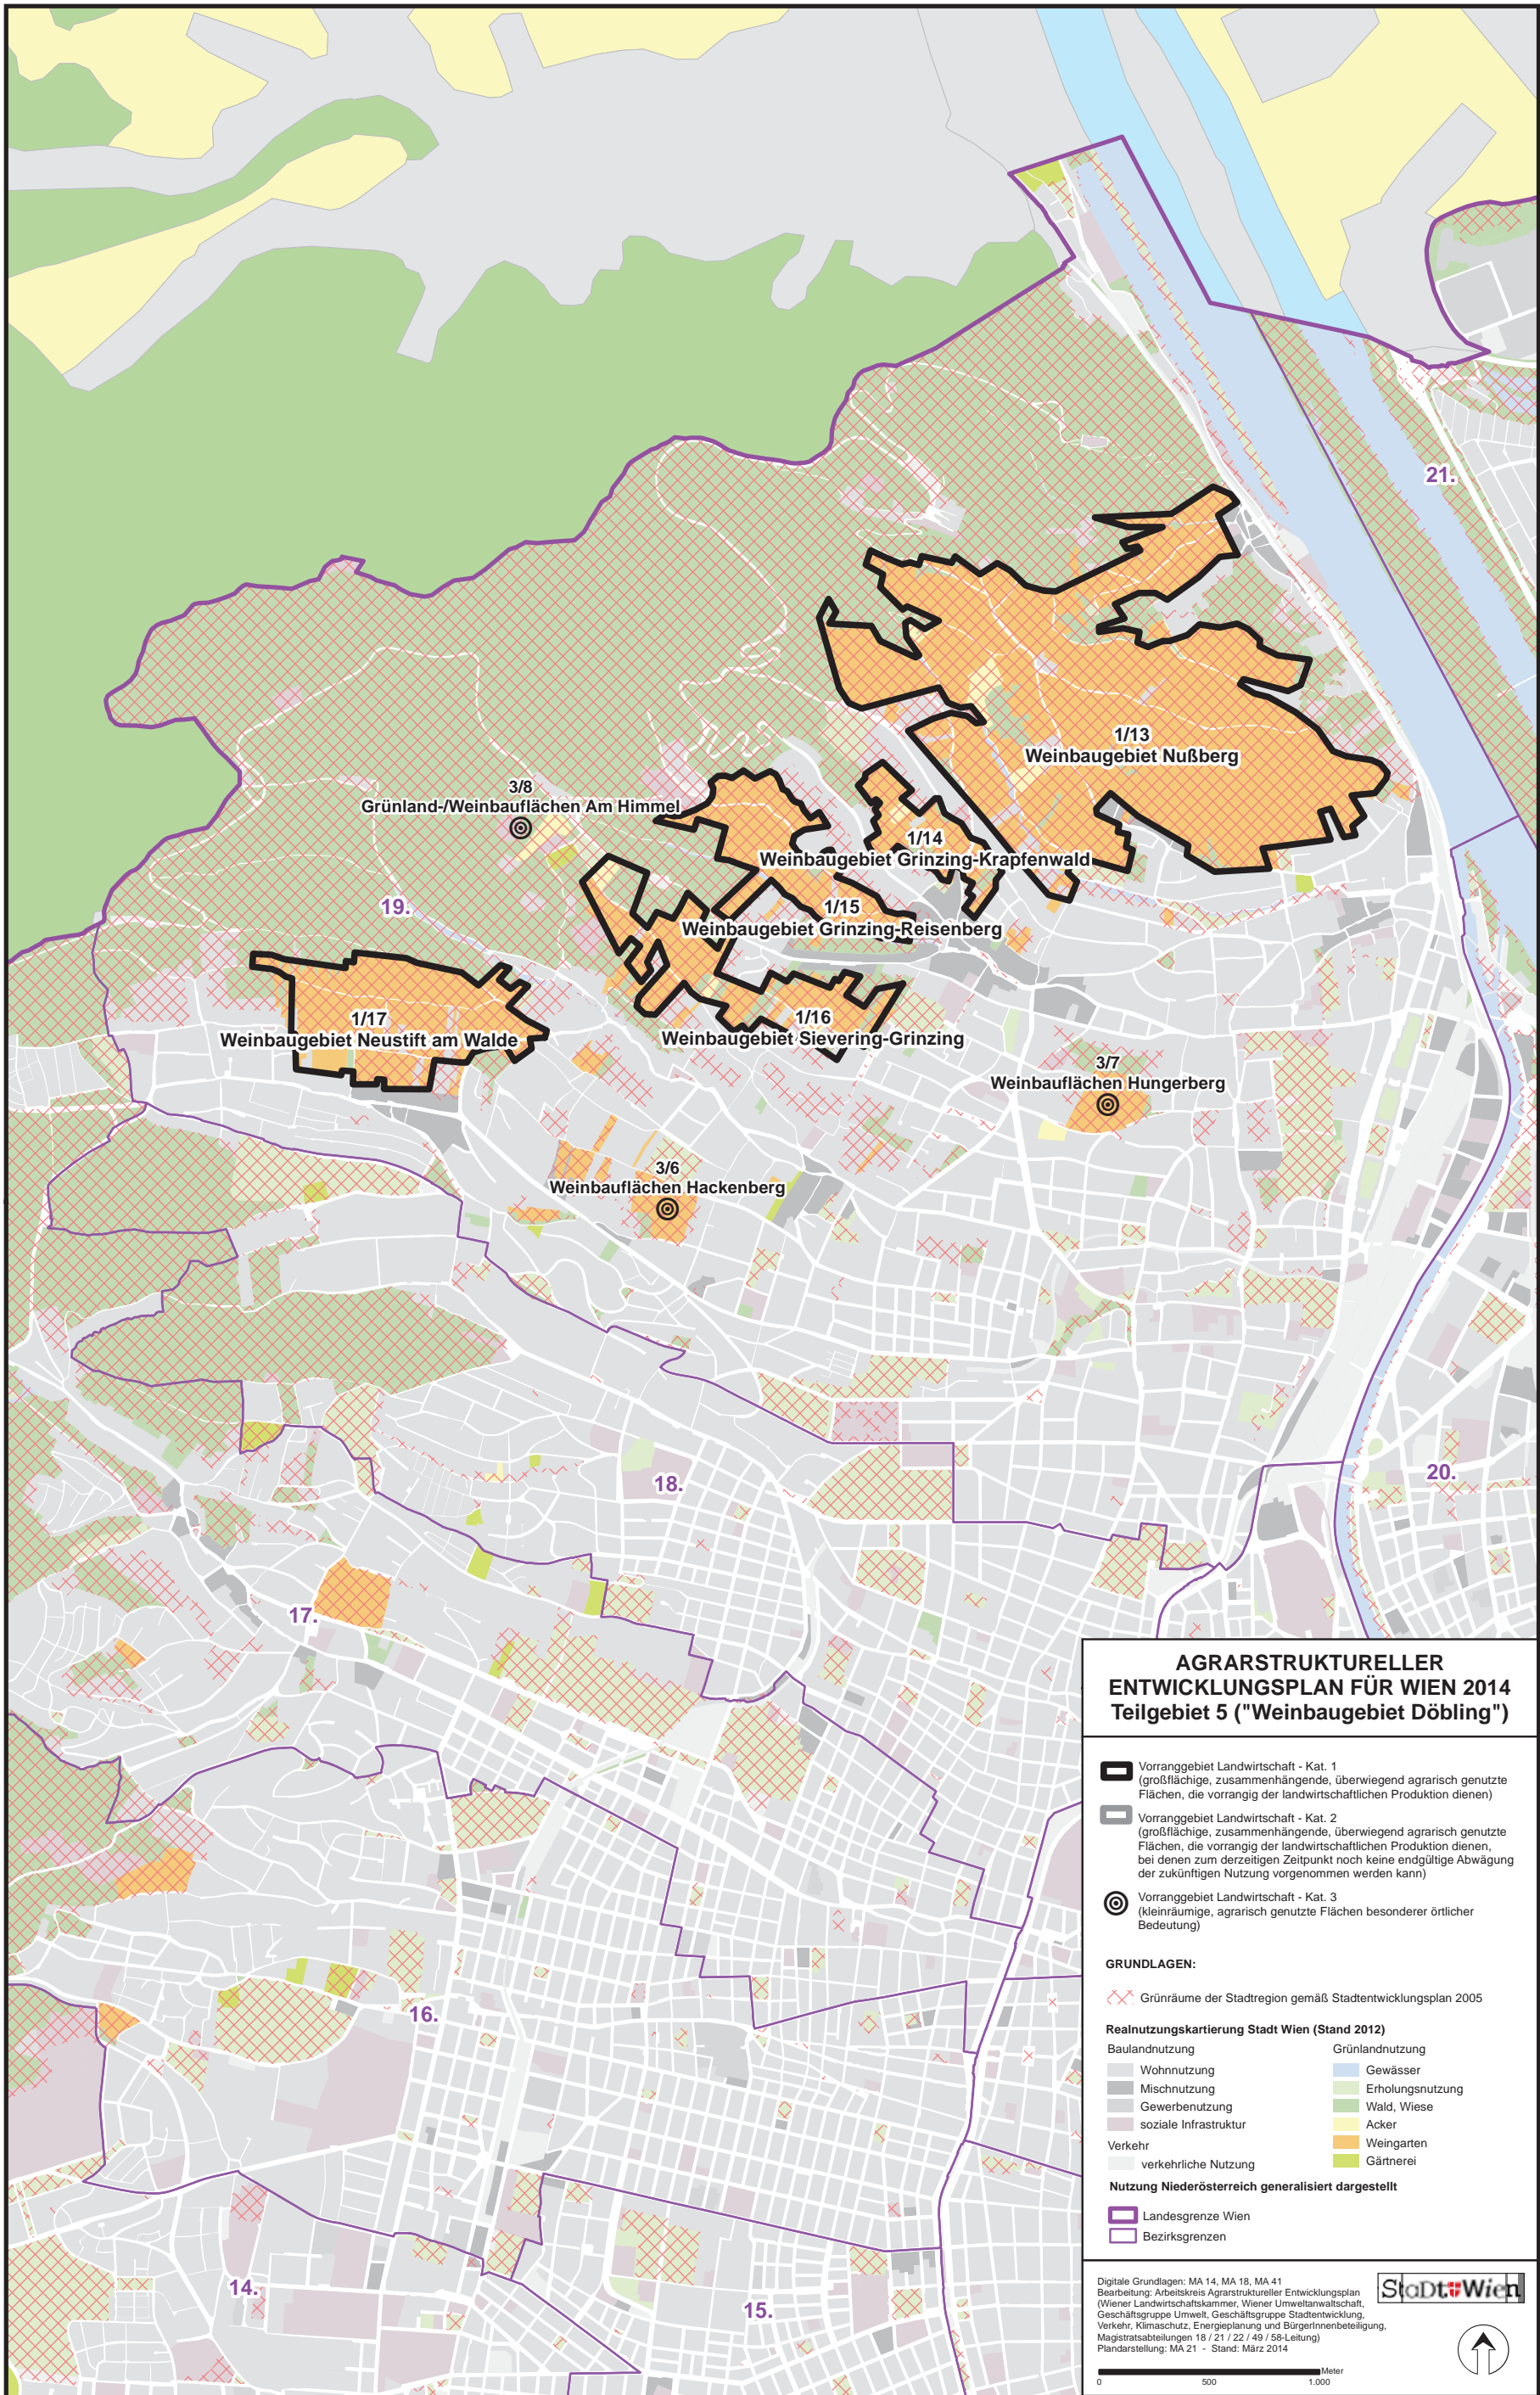 21.
1/13
Weinbaugebiet Nußberg
3/8
Grünland-/Weinbauflächen Am Himmel
1/14
Weinbaugebiet Grinzing-Krapfenwald
19.
1/15
Weinbaugebiet Grinzing-Reisenberg
1/17
Weinbaugebiet Neustift am Walde
1/16
Weinbaugebiet Sievering-Grinzing
3/7
Weinbauflächen Hungerberg
3/6
Weinbauflächen Hackenberg
18.
20.
17.
16.
14.
15.
AGRARSTRUKTURELLER
ENTWICKLUNGSPLAN FÜR WIEN 2014
Teilgebiet 5 ("Weinbaugebiet Döbling")
Vorranggebiet Landwirtschaft - Kat. 1
(großflächige, zusammenhängende, überwiegend agrarisch genutzte
Flächen, die vorrangig der landwirtschaftlichen Produktion dienen)
Vorranggebiet Landwirtschaft - Kat. 2
(großflächige, zusammenhängende, überwiegend agrarisch genutzte
Flächen, die vorrangig der landwirtschaftlichen Produktion dienen,
bei denen zum derzeitigen Zeitpunkt noch keine endgültige Abwägung
der zukünftigen Nutzung vorgenommen werden kann)
Vorranggebiet Landwirtschaft - Kat. 3
(kleinräumige, agrarisch genutzte Flächen besonderer örtlicher
Bedeutung)
GRUNDLAGEN:
Grünräume der Stadtregion gemäß Stadtentwicklungsplan 2005
Realnutzungskartierung Stadt Wien (Stand 2012)
Baulandnutzung
Wohnnutzung
Mischnutzung
Gewerbenutzung
soziale Infrastruktur
Verkehr
verkehrliche Nutzung
Grünlandnutzung
Gewässer
Erholungsnutzung
Wald, Wiese
Acker
Weingarten
Gärtnerei
Nutzung Niederösterreich generalisiert dargestellt
Landesgrenze Wien
Bezirksgrenzen
Digitale Grundlagen: MA 14, MA 18, MA 41
Bearbeitung: Arbeitskreis Agrarstruktureller Entwicklungsplan
(Wiener Landwirtschaftskammer, Wiener Umweltanwaltschaft,
Geschäftsgruppe Umwelt, Geschäftsgruppe Stadtentwicklung,
Verkehr, Klimaschutz, Energieplanung und BürgerInnenbeteiligung,
Magistratsabteilungen 18 / 21 / 22 / 49 / 58-Leitung)
Plandarstellung: MA 21 - Stand: März 2014
StaDt Wien
Meter
0 500 1.000